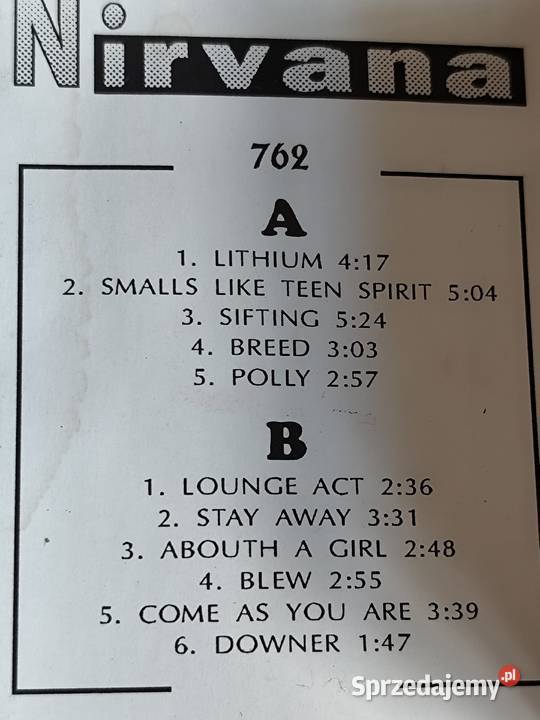 Nirvana
762
A
1. LITHIUM 4:17
2. SMALLS LIKE TEEN SPIRIT 5:04
3. SIFTING 5:24
4. BREED 3:03
5. POLLY 2:57
B
1. LOUNGE ACT 2:36
2. STAY AWAY 3:31
3. ABOUTH A GIRL 2:48
4. BLEW 2:55
5. COME AS YOU ARE 3:39
6. DOWNER 1:47
Sprzedajemy.pl